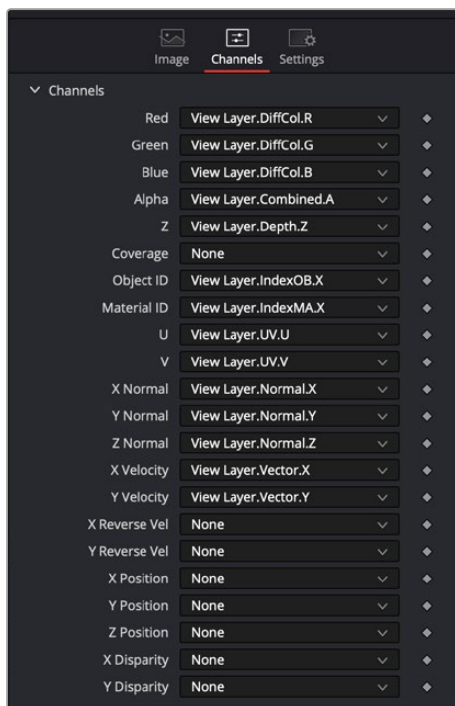 Image Channels Settings
Channels
Red View Layer.DiffCol.R
Green View Layer.DiffCol.G
Blue View Layer.DiffCol.B
Alpha View Layer.Combined.A
Z View Layer.Depth.Z
Coverage None
Object ID View Layer.IndexOB.X
Material ID View Layer.IndexMA.X
U View Layer.UV.U
V View Layer.UV.V
X Normal View Layer.Normal.X
Y Normal View Layer.Normal.Y
Z Normal View Layer.Normal.Z
X Velocity View Layer.Vector.X
Y Velocity View Layer.Vector.Y
X Reverse Vel None
Y Reverse Vel None
X Position None
Y Position None
Z Position None
X Disparity None
Y Disparity None